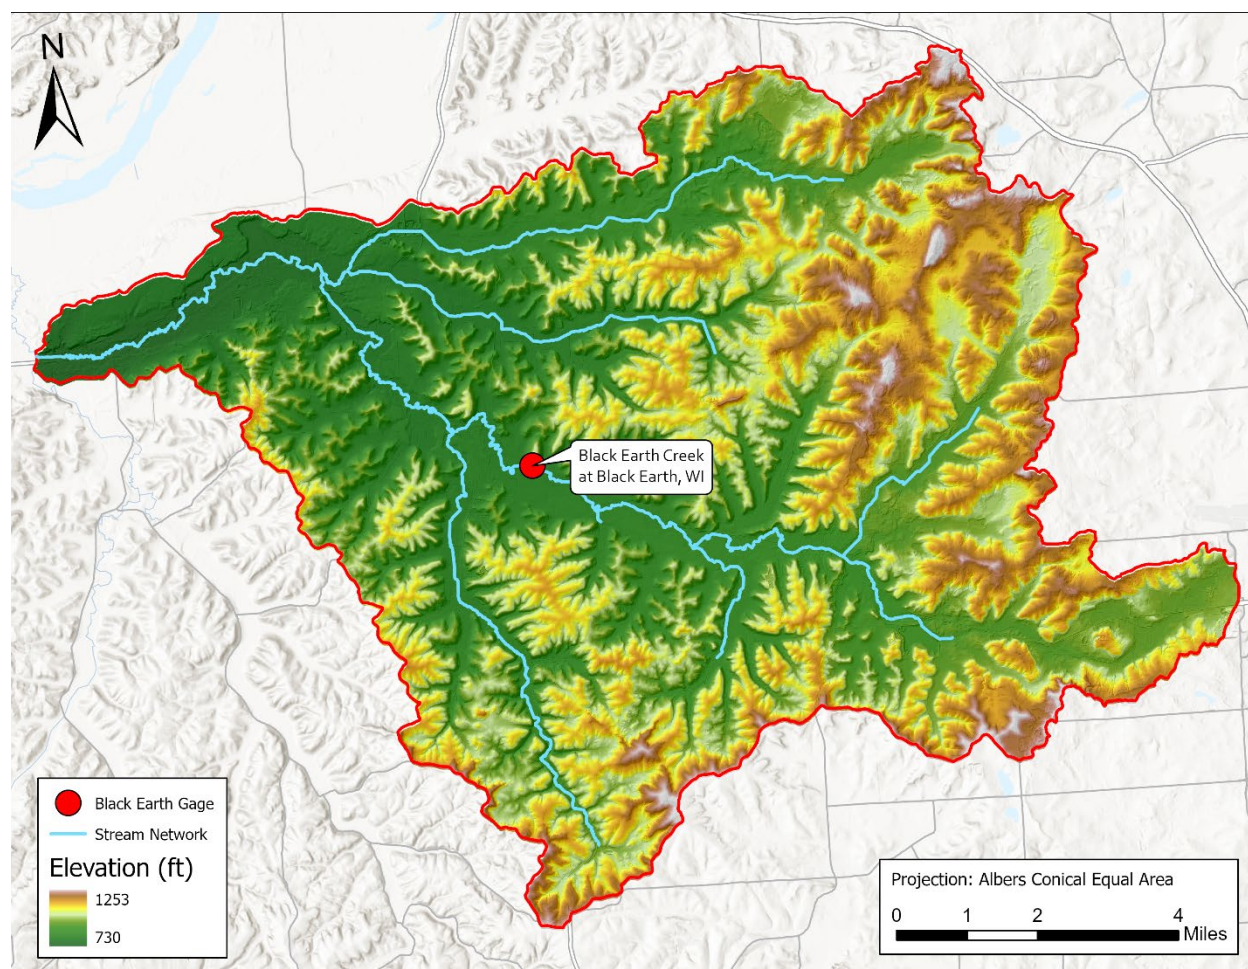 N
Black Earth Creek
at Black Earth, WI
Black Earth Gage
Stream Network
Elevation (ft)
1253
730
Projection: Albers Conical Equal Area
0 1 2 4
Miles